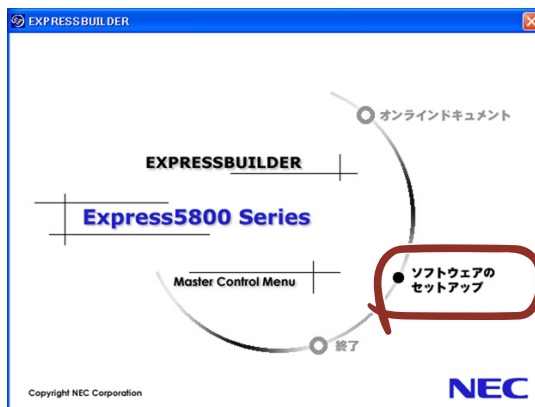 EXPRESSBUILDER
オンラインドキュメント
EXPRESSBUILDER
Express5800 Series
ソフトウェアの
セットアップ
Master Control Menu
終了
Copyright NEC Corporation
NEC